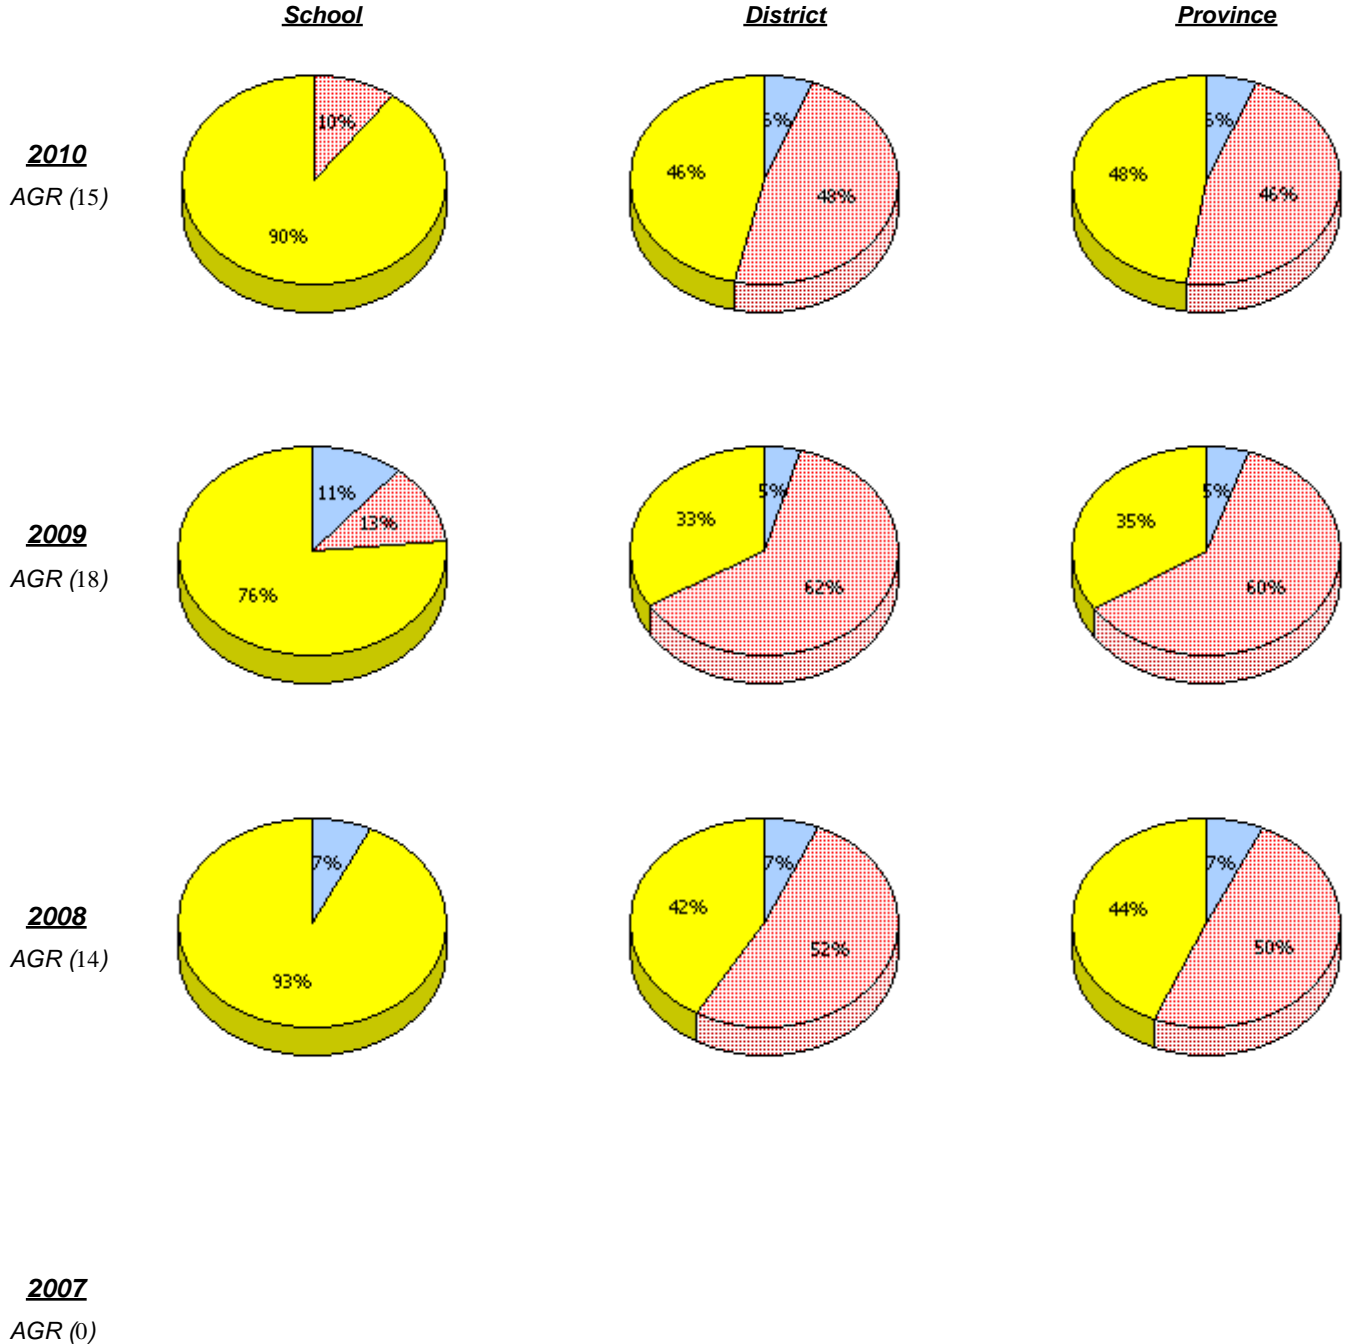 School District Province
10% 6% 6%
2010
46% 48% 48% 46%
AGR (15)
90%
11% 5% 5%
13% 33% 35%
2009
AGR (18)
76% 62% 60%
7% 7% 7%
42% 44%
2008
52% 50%
AGR (14)
93%
2007
AGR (0)